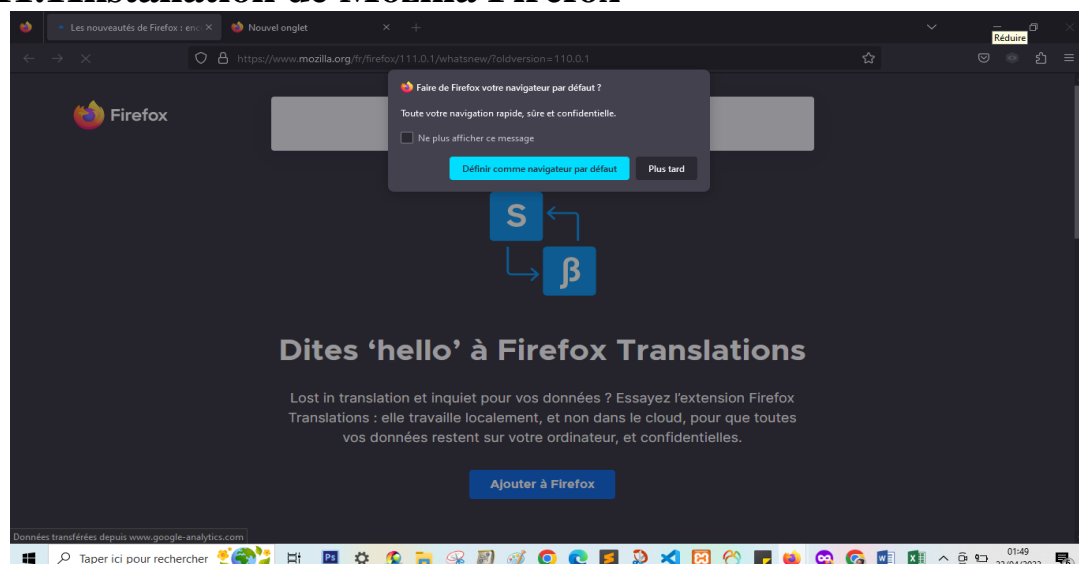 Installation de Mozilla Firefox
Les nouveautés de Firefox : enc
Nouvel onglet
Réduire
https://www.mozilla.org/fr/firefox/111.0.1/whatsnew/?oldversion=110.0.1
Firefox
Faire de Firefox votre navigateur par défaut ?
Toute votre navigation rapide, sûre et confidentielle.
Ne plus afficher ce message
Définir comme navigateur par défaut Plus tard
S
β
Dites ‘hello’ à Firefox Translations
Lost in translation et inquiet pour vos données ? Essayez l’extension Firefox
Translations : elle travaille localement, et non dans le cloud, pour que toutes
vos données restent sur votre ordinateur, et confidentielles.
Ajouter à Firefox
Données transférées depuis www.google-analytics.com
Taper ici pour rechercher
Ps
01:49